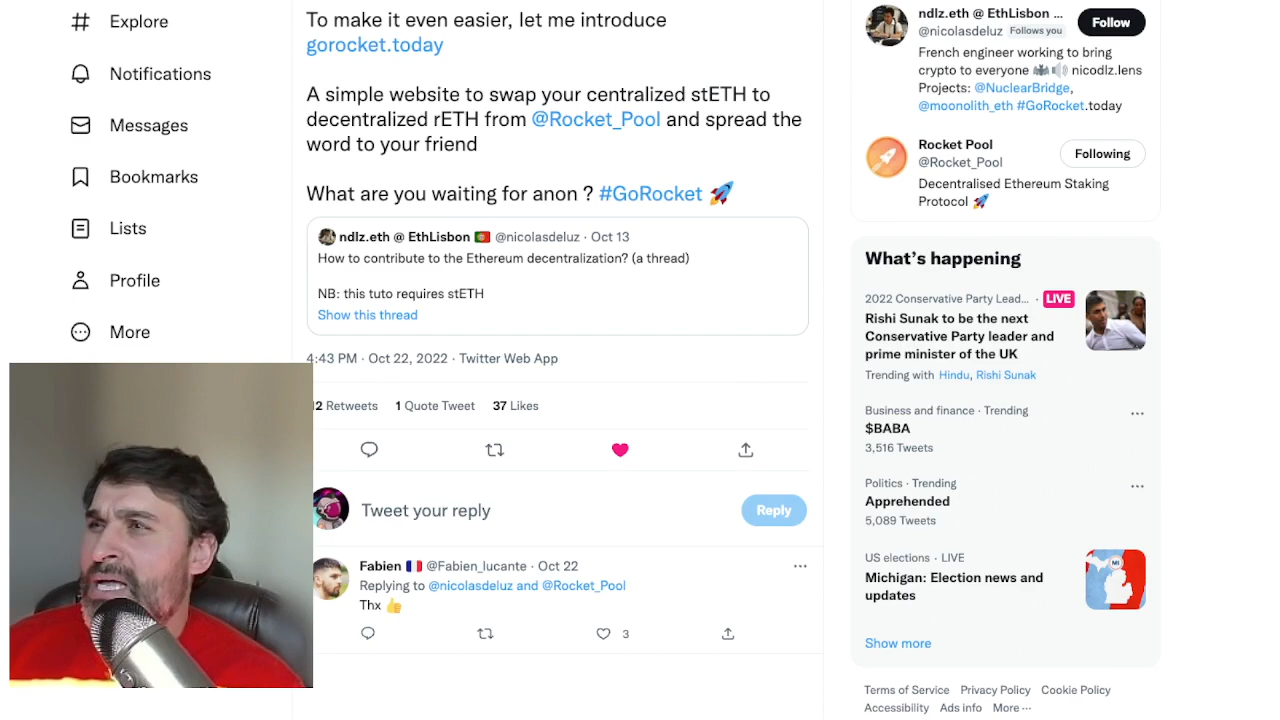 Explore
Notifications
Messages
Bookmarks
Lists
Profile
More
To make it even easier, let me introduce
gorocket.today
A simple website to swap your centralized stETH to
decentralized rETH from @Rocket_Pool and spread the
word to your friend
What are you waiting for anon ? #GoRocket 🚀
ndlz.eth @ EthLisbon 🇵🇹 @nicolasdeluz · Oct 13
How to contribute to the Ethereum decentralization? (a thread)
NB: this tuto requires stETH
Show this thread
4:43 PM · Oct 22, 2022 · Twitter Web App
12 Retweets 1 Quote Tweet 37 Likes
Tweet your reply
Reply
Fabien 🇫🇷 @Fabien_lucante · Oct 22
Replying to @nicolasdeluz and @Rocket_Pool
Thx 👍
3
ndlz.eth @ EthLisbon ...
@nicolasdeluz Follows you
Follow
French engineer working to bring
crypto to everyone 🦇🔊 nicodlz.lens
Projects: @NuclearBridge,
@moonolith_eth #GoRocket.today
Rocket Pool
@Rocket_Pool
Following
Decentralised Ethereum Staking
Protocol 🚀
What's happening
2022 Conservative Party Lead... · LIVE
Rishi Sunak to be the next
Conservative Party leader and
prime minister of the UK
Trending with Hindu, Rishi Sunak
Business and finance · Trending
$BABA
3,516 Tweets
Politics · Trending
Apprehended
5,089 Tweets
US elections · LIVE
Michigan: Election news and
updates
MI
Show more
Terms of Service Privacy Policy Cookie Policy
Accessibility Ads info More ···